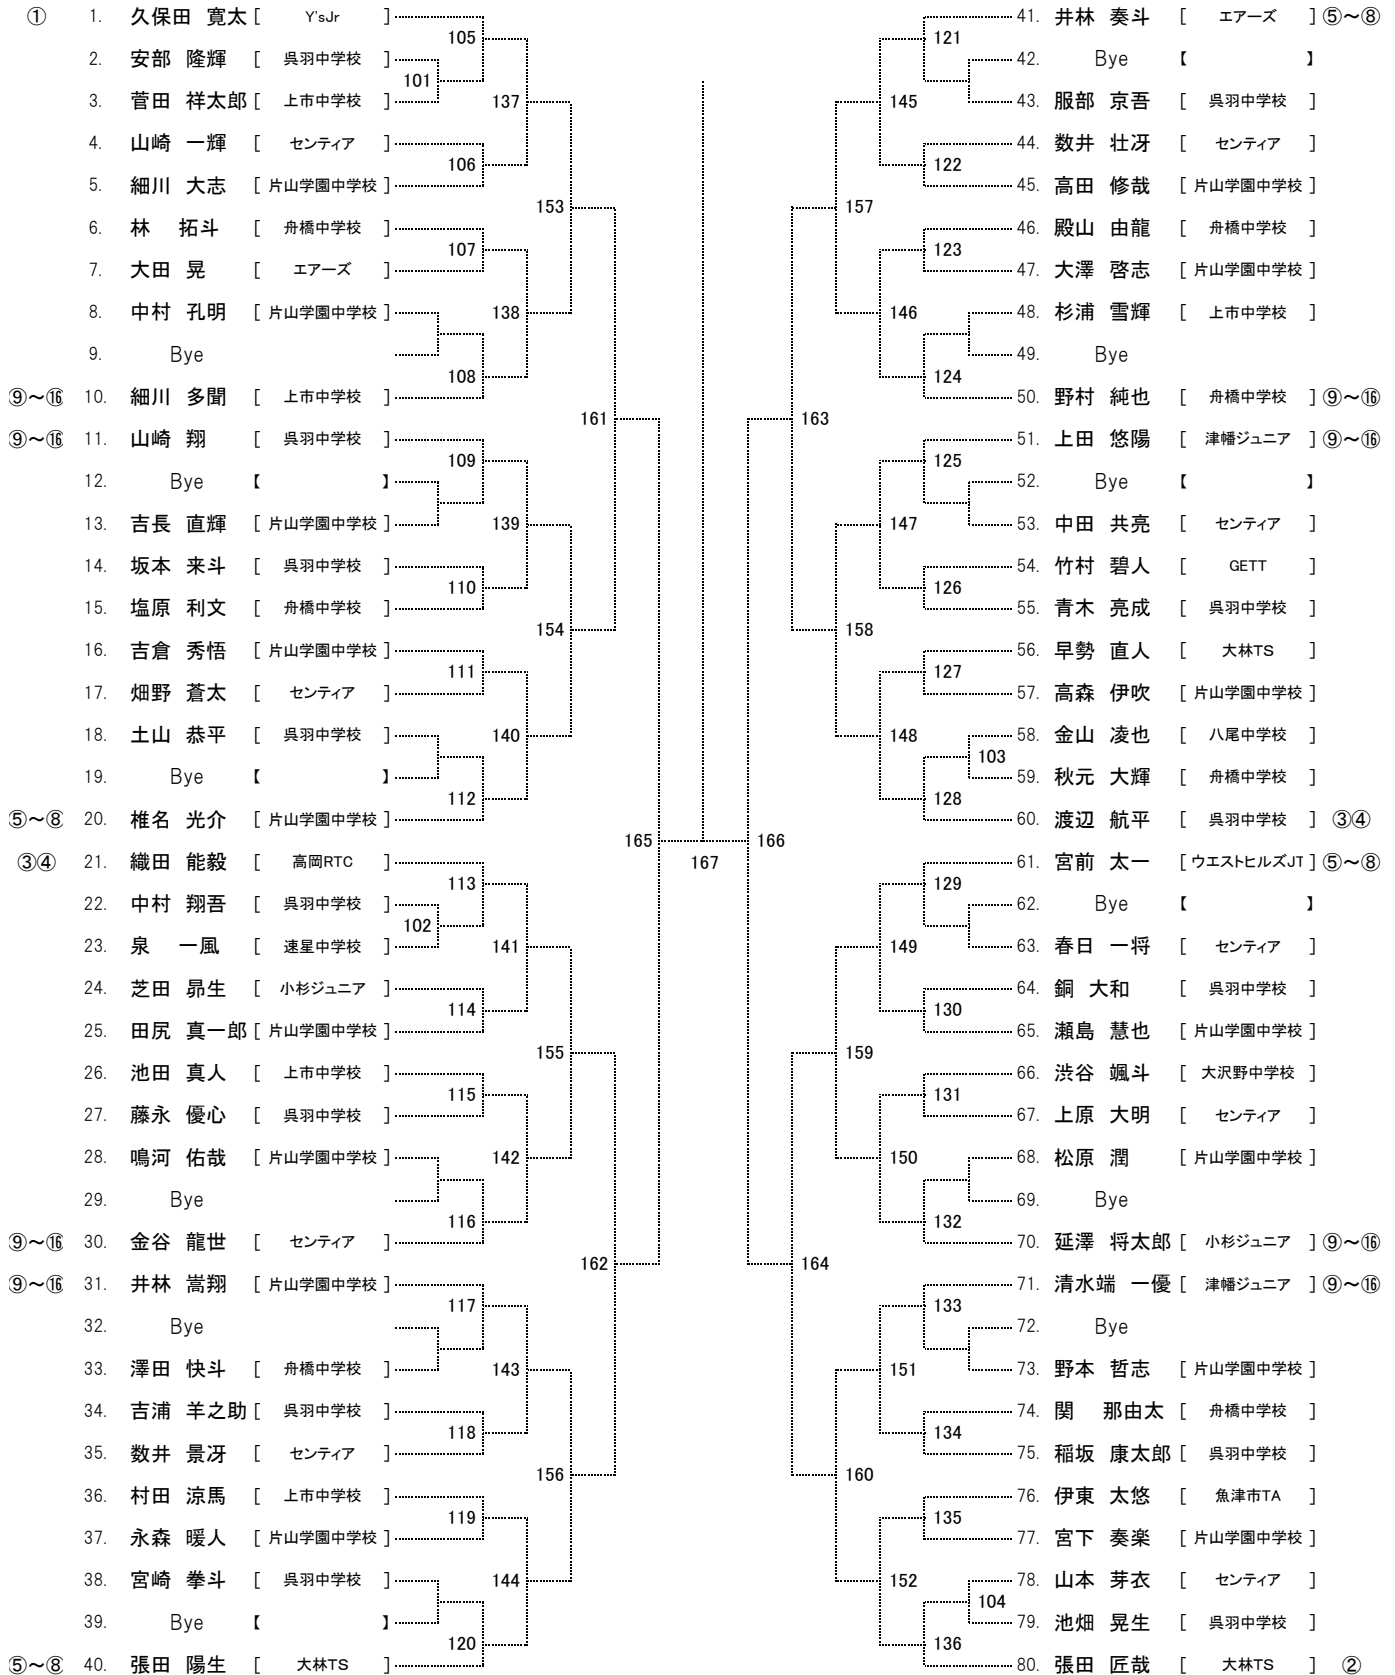 ① 1. 久保田 寛太 [ Y'sJr ]
105
2. 安部 隆輝 [ 呉羽中学校 ]
101
3. 菅田 祥太郎 [ 上市中学校 ]
137
4. 山崎 一輝 [ センティア ]
106
5. 細川 大志 [ 片山学園中学校 ]
153
6. 林 拓斗 [ 舟橋中学校 ]
107
7. 大田 晃 [ エアーズ ]
8. 中村 孔明 [ 片山学園中学校 ]
138
9. Bye
108
⑨～⑯ 10. 細川 多聞 [ 上市中学校 ]
161
⑨～⑯ 11. 山崎 翔 [ 呉羽中学校 ]
109
12. Bye 【 】
13. 吉長 直輝 [ 片山学園中学校 ]
139
14. 坂本 来斗 [ 呉羽中学校 ]
110
15. 塩原 利文 [ 舟橋中学校 ]
154
16. 吉倉 秀悟 [ 片山学園中学校 ]
111
17. 畑野 蒼太 [ センティア ]
18. 土山 恭平 [ 呉羽中学校 ]
140
19. Bye 【 】
112
⑤～⑧ 20. 椎名 光介 [ 片山学園中学校 ]
165
③④ 21. 織田 能毅 [ 高岡RTC ]
113
22. 中村 翔吾 [ 呉羽中学校 ]
102
23. 泉 一風 [ 速星中学校 ]
141
24. 芝田 昴生 [ 小杉ジュニア ]
114
25. 田尻 真一郎 [ 片山学園中学校 ]
155
26. 池田 真人 [ 上市中学校 ]
115
27. 藤永 優心 [ 呉羽中学校 ]
28. 鳴河 佑哉 [ 片山学園中学校 ]
142
29. Bye
116
⑨～⑯ 30. 金谷 龍世 [ センティア ]
162
⑨～⑯ 31. 井林 嵩翔 [ 片山学園中学校 ]
117
32. Bye
33. 澤田 快斗 [ 舟橋中学校 ]
143
34. 吉浦 羊之助 [ 呉羽中学校 ]
118
35. 数井 景冴 [ センティア ]
156
36. 村田 涼馬 [ 上市中学校 ]
119
37. 永森 暖人 [ 片山学園中学校 ]
38. 宮崎 拳斗 [ 呉羽中学校 ]
144
39. Bye 【 】
120
⑤～⑧ 40. 張田 陽生 [ 大林TS ]
167
41. 井林 奏斗 [ エアーズ ] ⑤～⑧
121
42. Bye 【 】
43. 服部 京吾 [ 呉羽中学校 ]
145
44. 数井 壮冴 [ センティア ]
122
45. 高田 修哉 [ 片山学園中学校 ]
157
46. 殿山 由龍 [ 舟橋中学校 ]
123
47. 大澤 啓志 [ 片山学園中学校 ]
48. 杉浦 雪輝 [ 上市中学校 ]
146
49. Bye
124
50. 野村 純也 [ 舟橋中学校 ] ⑨～⑯
163
51. 上田 悠陽 [ 津幡ジュニア ] ⑨～⑯
125
52. Bye 【 】
53. 中田 共亮 [ センティア ]
147
54. 竹村 碧人 [ GETT ]
126
55. 青木 亮成 [ 呉羽中学校 ]
158
56. 早勢 直人 [ 大林TS ]
127
57. 高森 伊吹 [ 片山学園中学校 ]
58. 金山 凌也 [ 八尾中学校 ]
148
103
59. 秋元 大輝 [ 舟橋中学校 ]
128
60. 渡辺 航平 [ 呉羽中学校 ] ③④
166
61. 宮前 太一 [ ウエストヒルズJT ] ⑤～⑧
129
62. Bye 【 】
63. 春日 一将 [ センティア ]
149
64. 銅 大和 [ 呉羽中学校 ]
130
65. 瀬島 慧也 [ 片山学園中学校 ]
159
66. 渋谷 颯斗 [ 大沢野中学校 ]
131
67. 上原 大明 [ センティア ]
68. 松原 潤 [ 片山学園中学校 ]
150
69. Bye
132
70. 延澤 将太郎 [ 小杉ジュニア ] ⑨～⑯
164
71. 清水端 一優 [ 津幡ジュニア ] ⑨～⑯
133
72. Bye
73. 野本 哲志 [ 片山学園中学校 ]
151
74. 関 那由太 [ 舟橋中学校 ]
134
75. 稲坂 康太郎 [ 呉羽中学校 ]
160
76. 伊東 太悠 [ 魚津市TA ]
135
77. 宮下 奏楽 [ 片山学園中学校 ]
78. 山本 芽衣 [ センティア ]
152
104
79. 池畑 晃生 [ 呉羽中学校 ]
136
80. 張田 匠哉 [ 大林TS ] ②